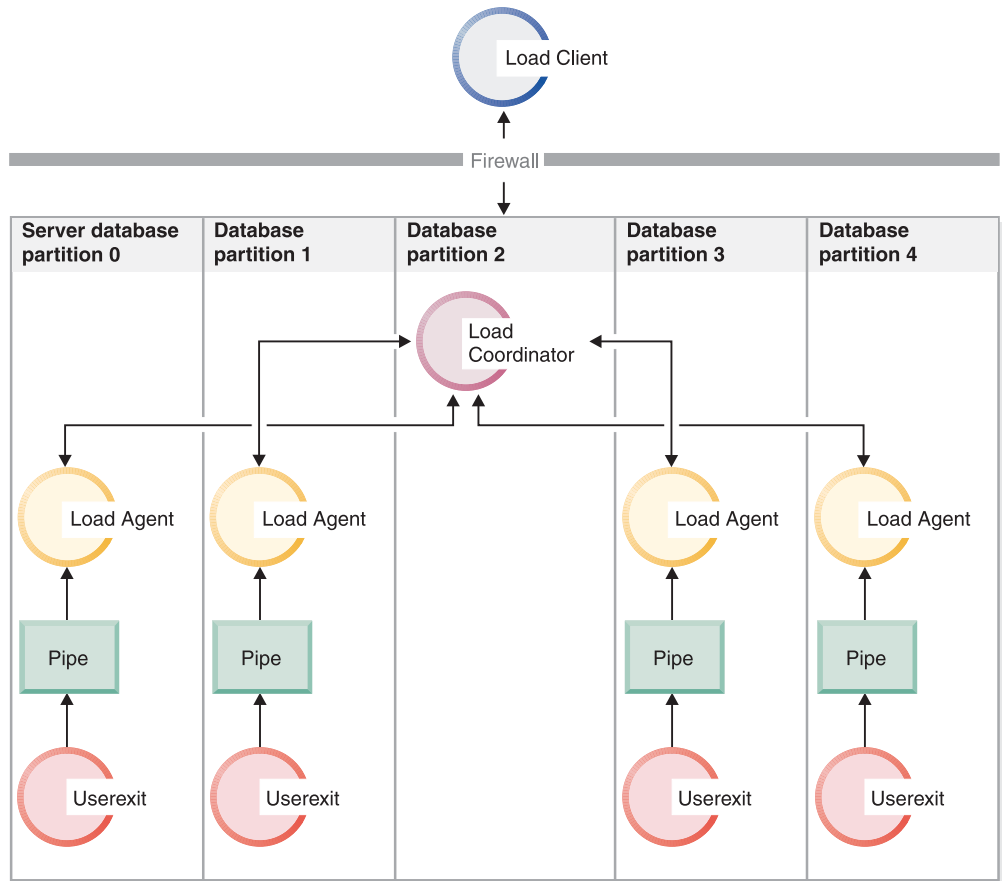 Load Client
Firewall
Server database
partition 0
Database
partition 1
Database
partition 2
Database
partition 3
Database
partition 4
Load
Coordinator
Load Agent
Load Agent
Load Agent
Load Agent
Pipe
Pipe
Pipe
Pipe
Userexit
Userexit
Userexit
Userexit